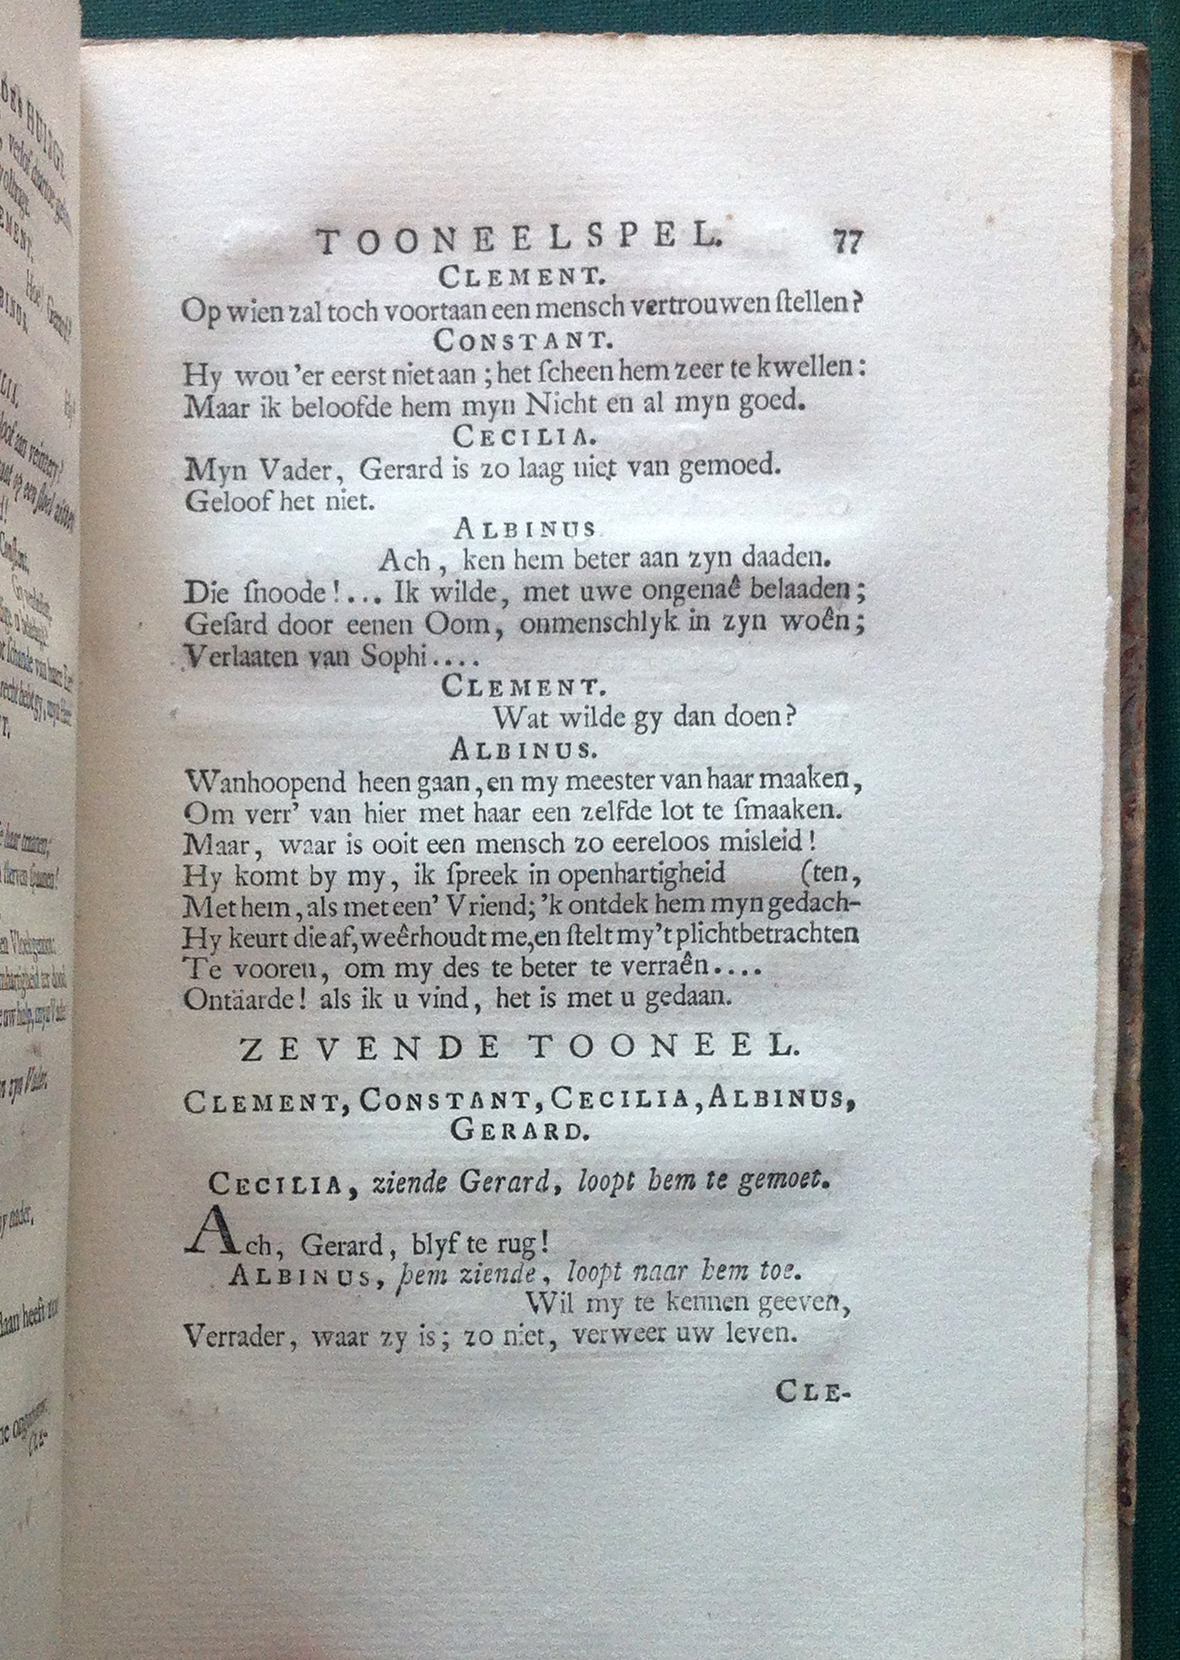 TOONEELSPEL. 77
CLEMENT.
Op wien zal toch voortaan een mensch vertrouwen ſtellen?
CONSTANT.
Hy wou 'er eerst niet aan; het ſcheen hem zeer te kwellen:
Maar ik beloofde hem myn Nicht en al myn goed.
CECILIA.
Myn Vader, Gerard is zo laag niet van gemoed.
Geloof het niet.
ALBINUS
Ach, ken hem beter aan zyn daaden.
Die ſnoode!... Ik wilde, met uwe ongenaê belaaden;
Geſard door eenen Oom, onmenschlyk in zyn woên;
Verlaaten van Sophi....
CLEMENT.
Wat wilde gy dan doen?
ALBINUS.
Wanhoopend heen gaan, en my meester van haar maaken,
Om verr' van hier met haar een zelfde lot te ſmaaken.
Maar, waar is ooit een mensch zo eereloos misleid!
Hy komt by my, ik ſpreek in openhartigheid (ten,
Met hem, als met een' Vriend; 'k ontdek hem myn gedach-
Hy keurt die af, weêrhoudt me, en ſtelt my 't plichtbetrachten
Te vooren, om my des te beter te verraên....
Ontäarde! als ik u vind, het is met u gedaan.
ZEVENDE TOONEEL.
CLEMENT, CONSTANT, CECILIA, ALBINUS,
GERARD.
CECILIA, ziende Gerard, loopt hem te gemoet.
Ach, Gerard, blyf te rug!
ALBINUS, hem ziende, loopt naar hem toe.
Wil my te kennen geeven,
Verrader, waar zy is; zo niet, verweer uw leven.
CLE-